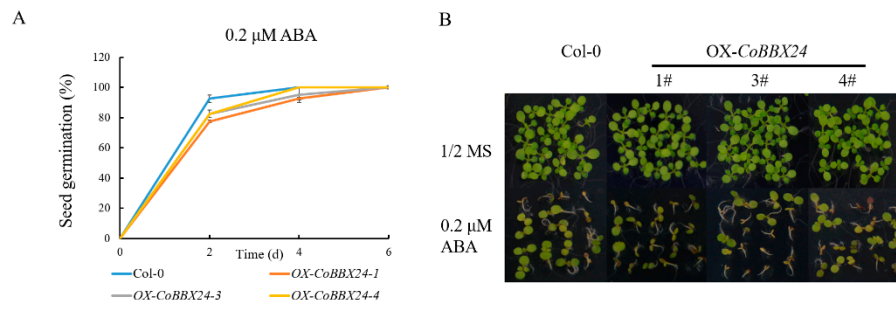 A
0.2 μM ABA
Seed germination (%)
120
100
80
60
40
20
0
0
2
4
6
Time (d)
Col-0
OX-CoBBX24-1
OX-CoBBX24-3
OX-CoBBX24-4
B
Col-0
OX-CoBBX24
1#
3#
4#
1/2 MS
0.2 μM
ABA